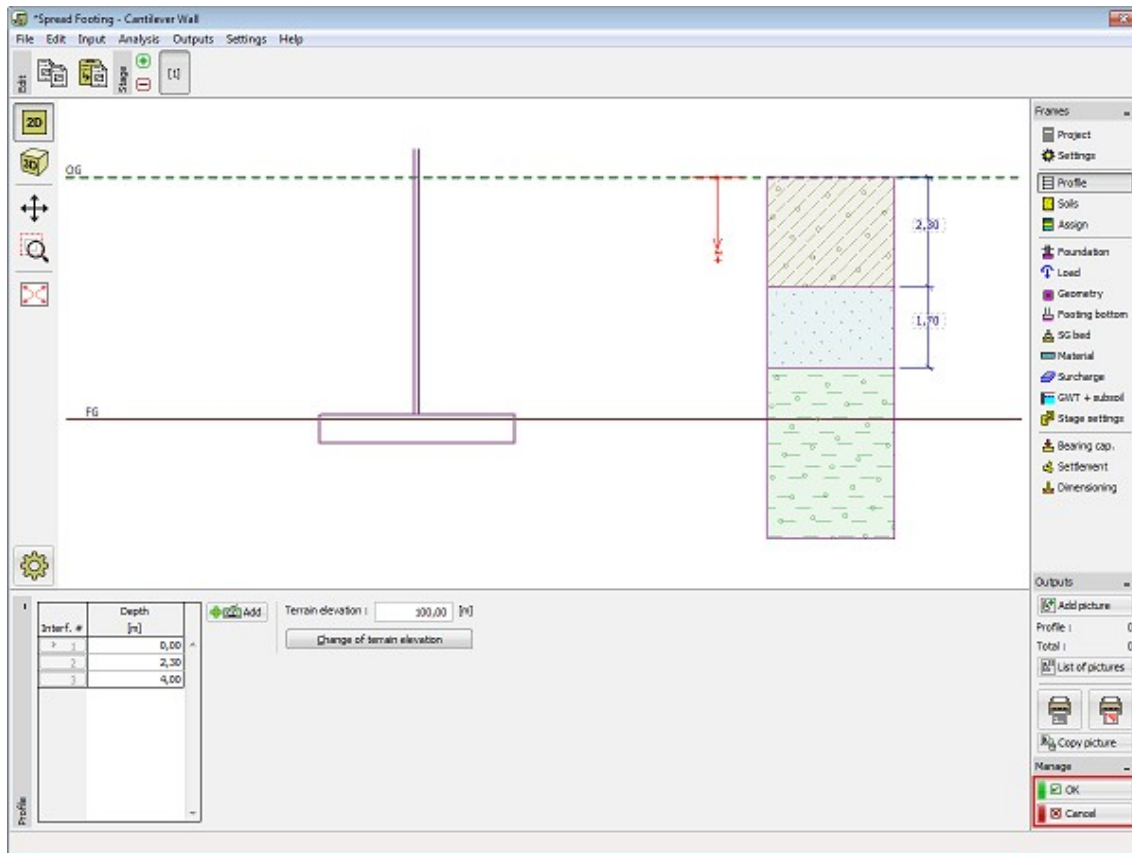 *Spread Footing - Cantilever Wall
File Edit Input Analysis Outputs Settings Help
Edit
Stage
[1]
2D
3D
OG
FG
+z
2,30
1,70
Frames
Project
Settings
Profile
Soils
Assign
Foundation
Load
Geometry
Footing bottom
SG bed
Material
Surcharge
GWT + subsoil
Stage settings
Bearing cap.
Settlement
Dimensioning
Outputs
Add picture
Profile : 0
Total : 0
List of pictures
Copy picture
Manage
OK
Cancel
Interf. # Depth [m]
> 1 0,00
2 2,30
3 4,00
Add
Terrain elevation : 100,00 [m]
Change of terrain elevation
Profile